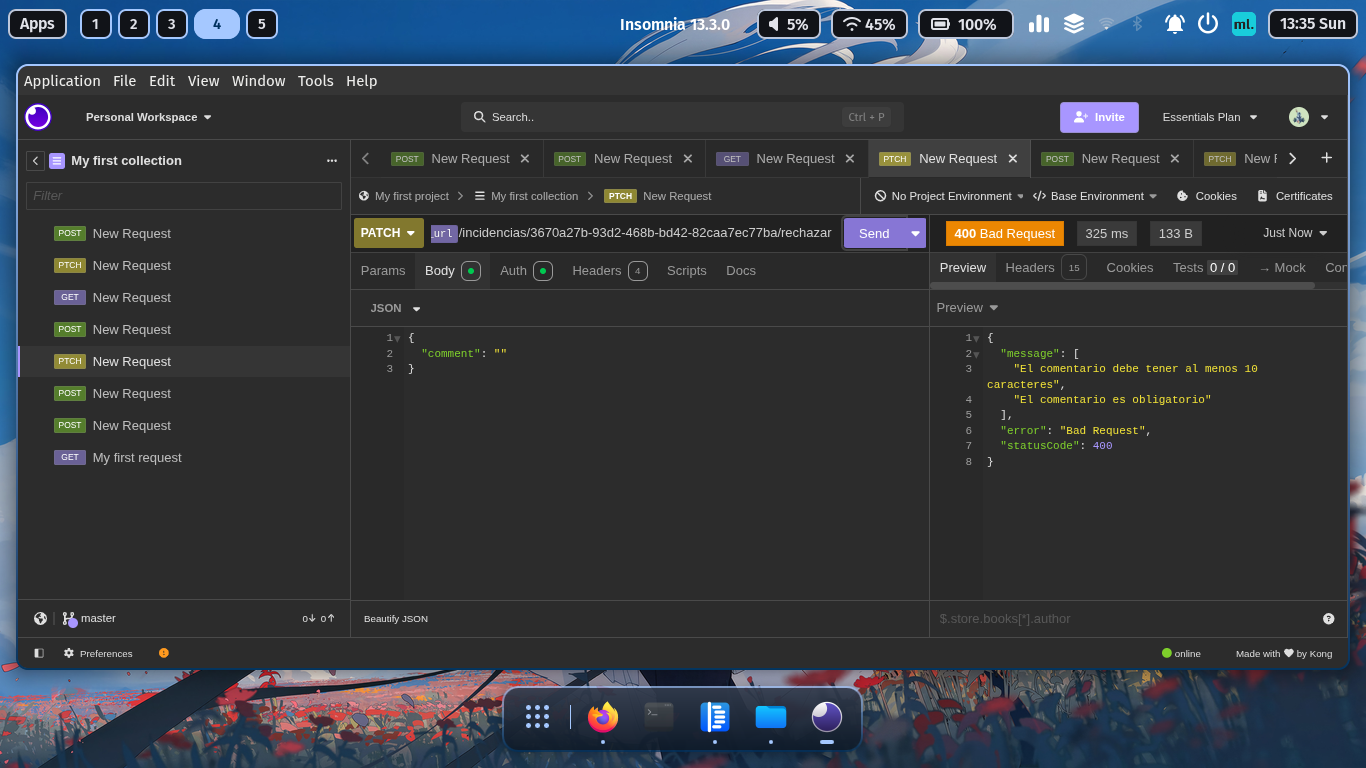 Apps 1 2 3 4 5 Insomnia 13.3.0 5% 45% 100% ml. 13:35 Sun
Application File Edit View Window Tools Help
Personal Workspace Search.. Ctrl + P Invite Essentials Plan
My first collection
Filter
POST New Request
PTCH New Request
GET New Request
POST New Request
PTCH New Request
POST New Request
POST New Request
GET My first request
master 0 0
POST New Request POST New Request GET New Request PTCH New Request POST New Request PTCH New
My first project My first collection PTCH New Request No Project Environment Base Environment Cookies Certificates
PATCH url /incidencias/3670a27b-93d2-468b-bd42-82caa7ec77ba/rechazar Send
Params Body Auth Headers 4 Scripts Docs
JSON
1 {
2 "comment": ""
3 }
Beautify JSON
400 Bad Request 325 ms 133 B Just Now
Preview Headers 15 Cookies Tests 0 / 0 → Mock Cor
Preview
1 {
2 "message": [
3 "El comentario debe tener al menos 10
caracteres",
4 "El comentario es obligatorio"
5 ],
6 "error": "Bad Request",
7 "statusCode": 400
8 }
$.store.books[*].author
Preferences online Made with by Kong